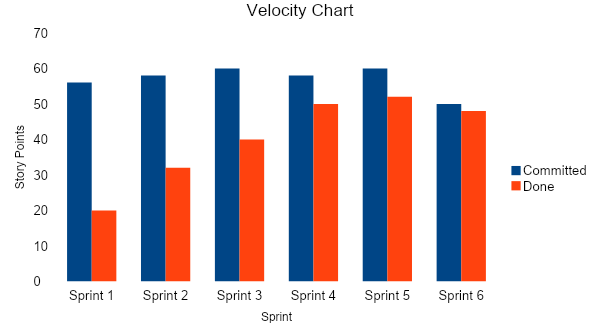 Velocity Chart
70
60
50
40
30
20
10
0
Story Points
Sprint 1 Sprint 2 Sprint 3 Sprint 4 Sprint 5 Sprint 6
Sprint
Committed
Done